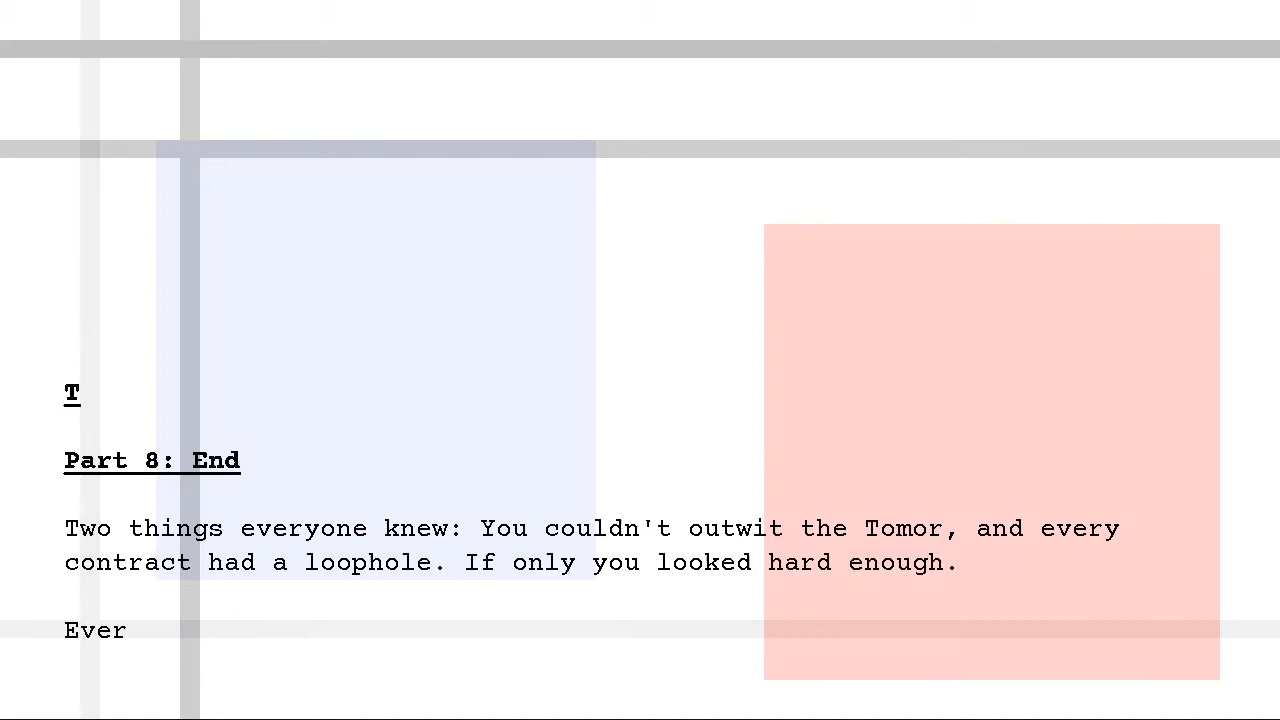 T
Part 8: End
Two things everyone knew: You couldn't outwit the Tomor, and every
contract had a loophole. If only you looked hard enough.
Ever